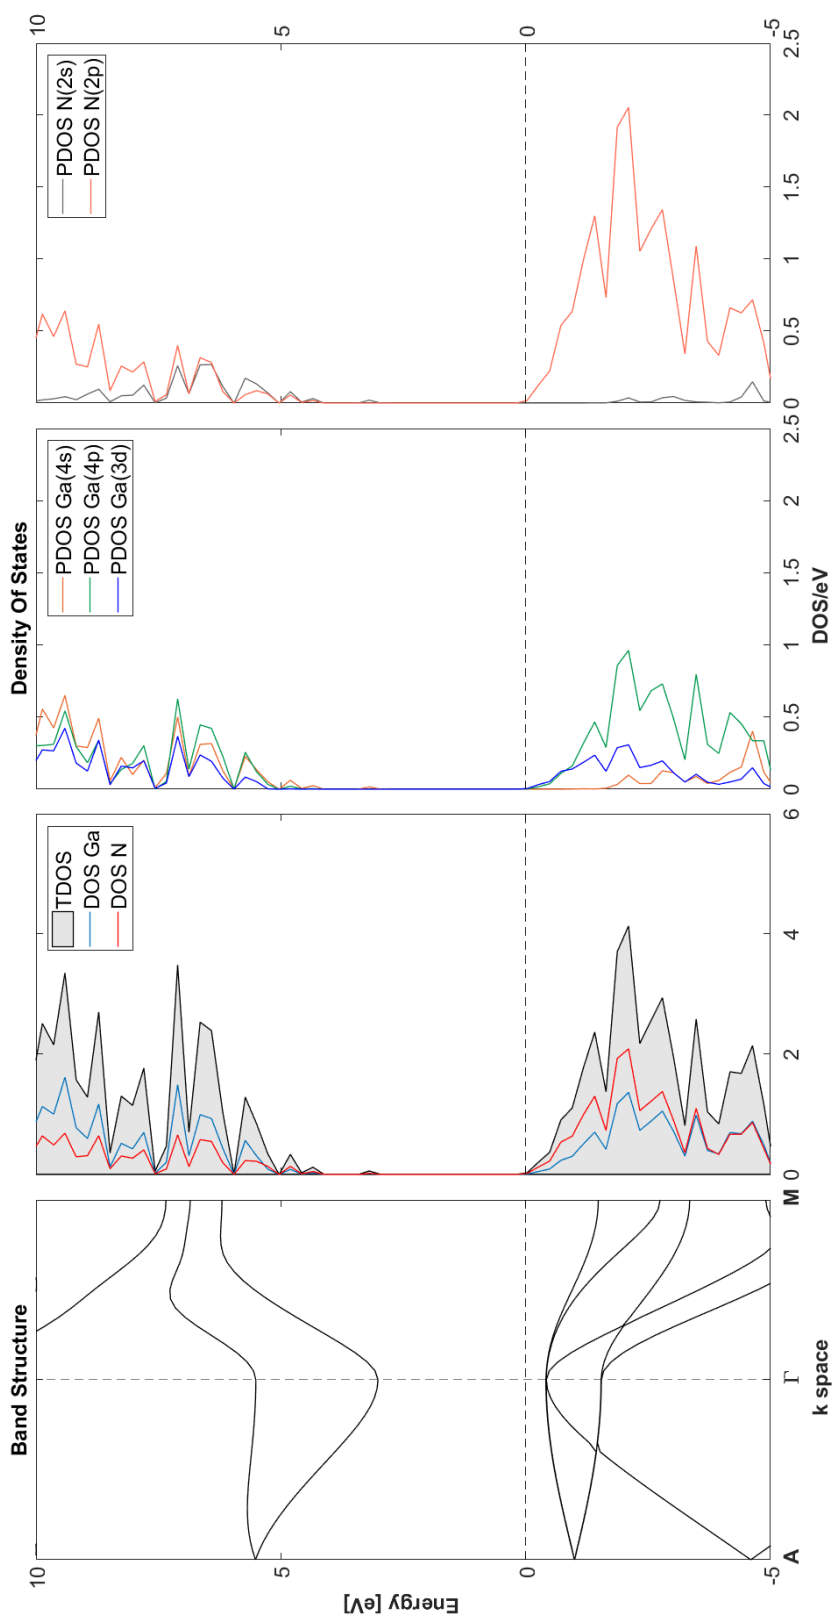 Band Structure
Density Of States
10
5
0
-5
Energy [eV]
A
Γ
M
k space
TDOS
DOS Ga
DOS N
0
2
4
6
PDOS Ga(4s)
PDOS Ga(4p)
PDOS Ga(3d)
0
0.5
1
1.5
2
2.5
DOS/eV
PDOS N(2s)
PDOS N(2p)
0
0.5
1
1.5
2
2.5
10
5
0
-5